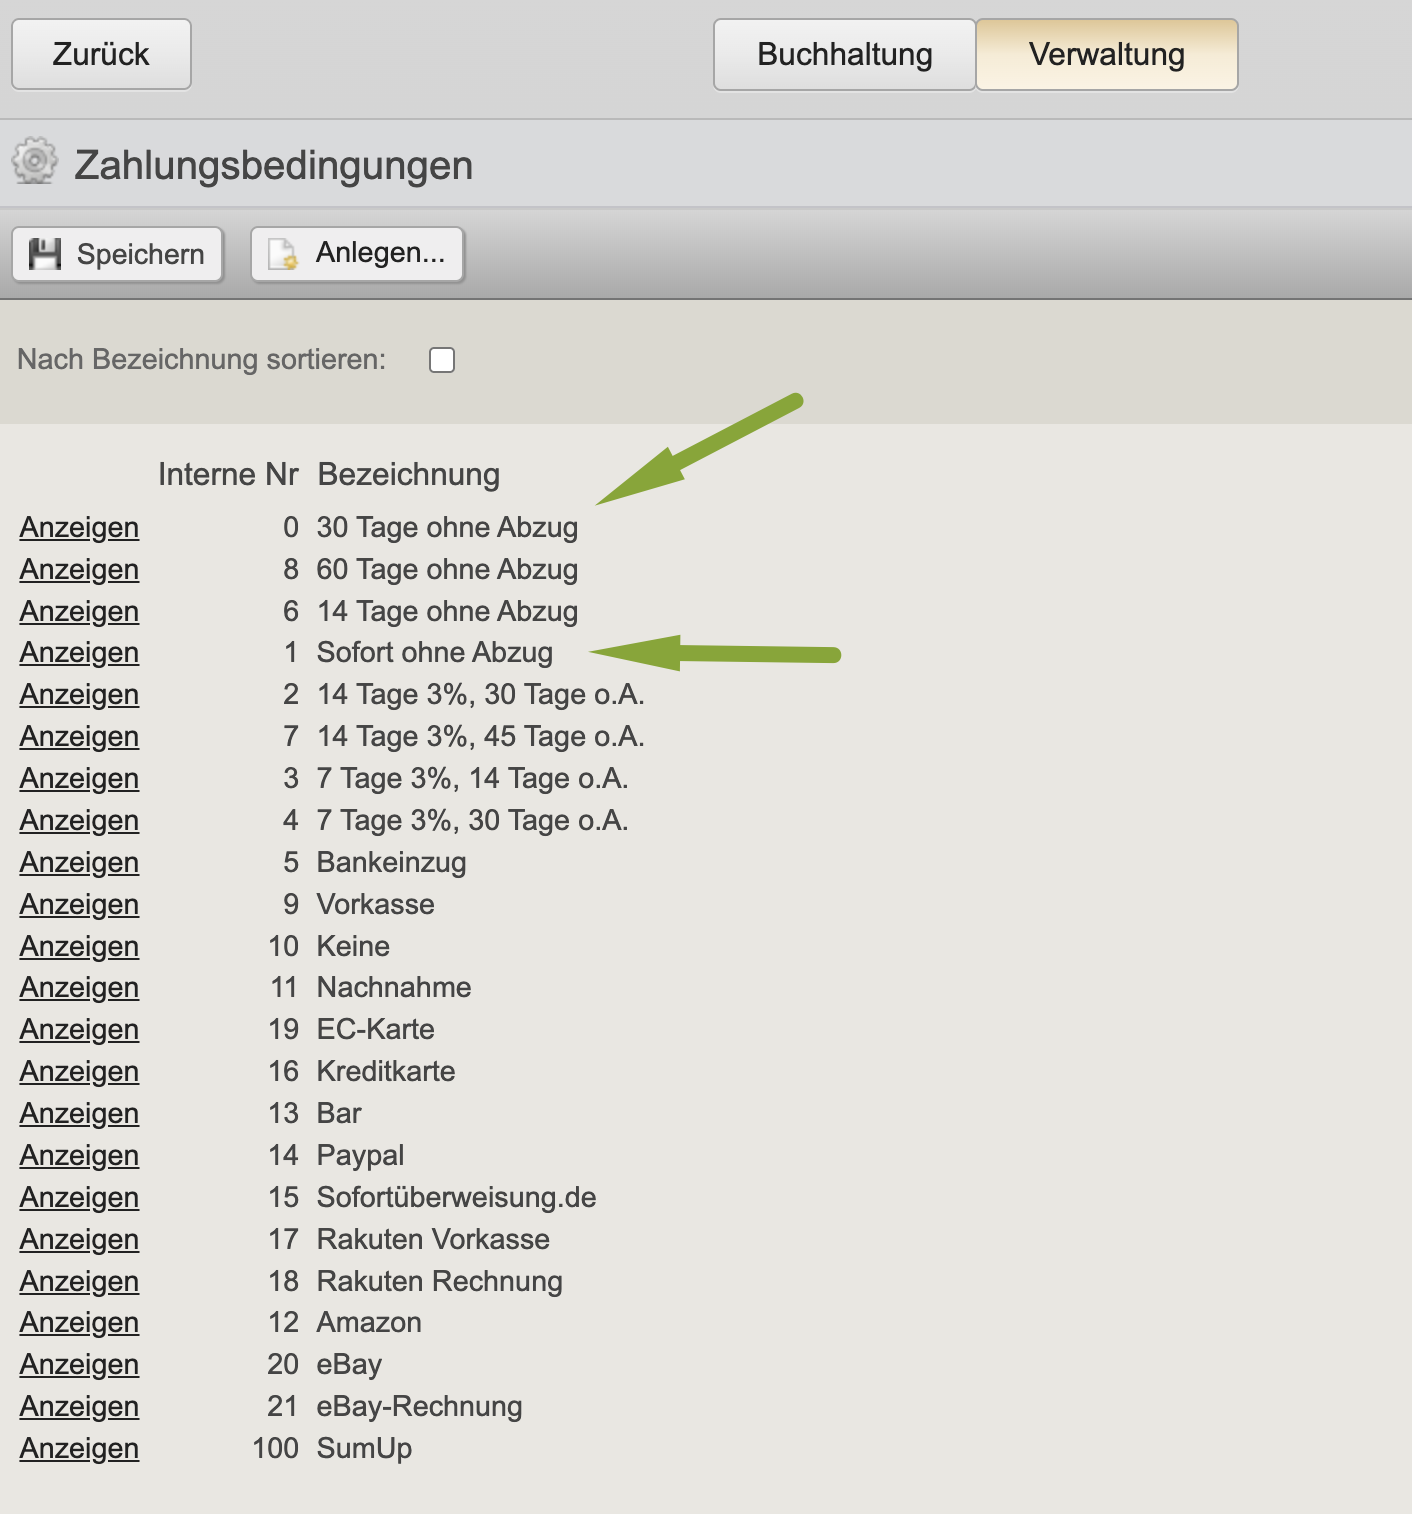 Zurück
Buchhaltung Verwaltung
Zahlungsbedingungen
Speichern Anlegen...
Nach Bezeichnung sortieren:
Interne Nr Bezeichnung
Anzeigen 0 30 Tage ohne Abzug
Anzeigen 8 60 Tage ohne Abzug
Anzeigen 6 14 Tage ohne Abzug
Anzeigen 1 Sofort ohne Abzug
Anzeigen 2 14 Tage 3%, 30 Tage o.A.
Anzeigen 7 14 Tage 3%, 45 Tage o.A.
Anzeigen 3 7 Tage 3%, 14 Tage o.A.
Anzeigen 4 7 Tage 3%, 30 Tage o.A.
Anzeigen 5 Bankeinzug
Anzeigen 9 Vorkasse
Anzeigen 10 Keine
Anzeigen 11 Nachnahme
Anzeigen 19 EC-Karte
Anzeigen 16 Kreditkarte
Anzeigen 13 Bar
Anzeigen 14 Paypal
Anzeigen 15 Sofortüberweisung.de
Anzeigen 17 Rakuten Vorkasse
Anzeigen 18 Rakuten Rechnung
Anzeigen 12 Amazon
Anzeigen 20 eBay
Anzeigen 21 eBay-Rechnung
Anzeigen 100 SumUp